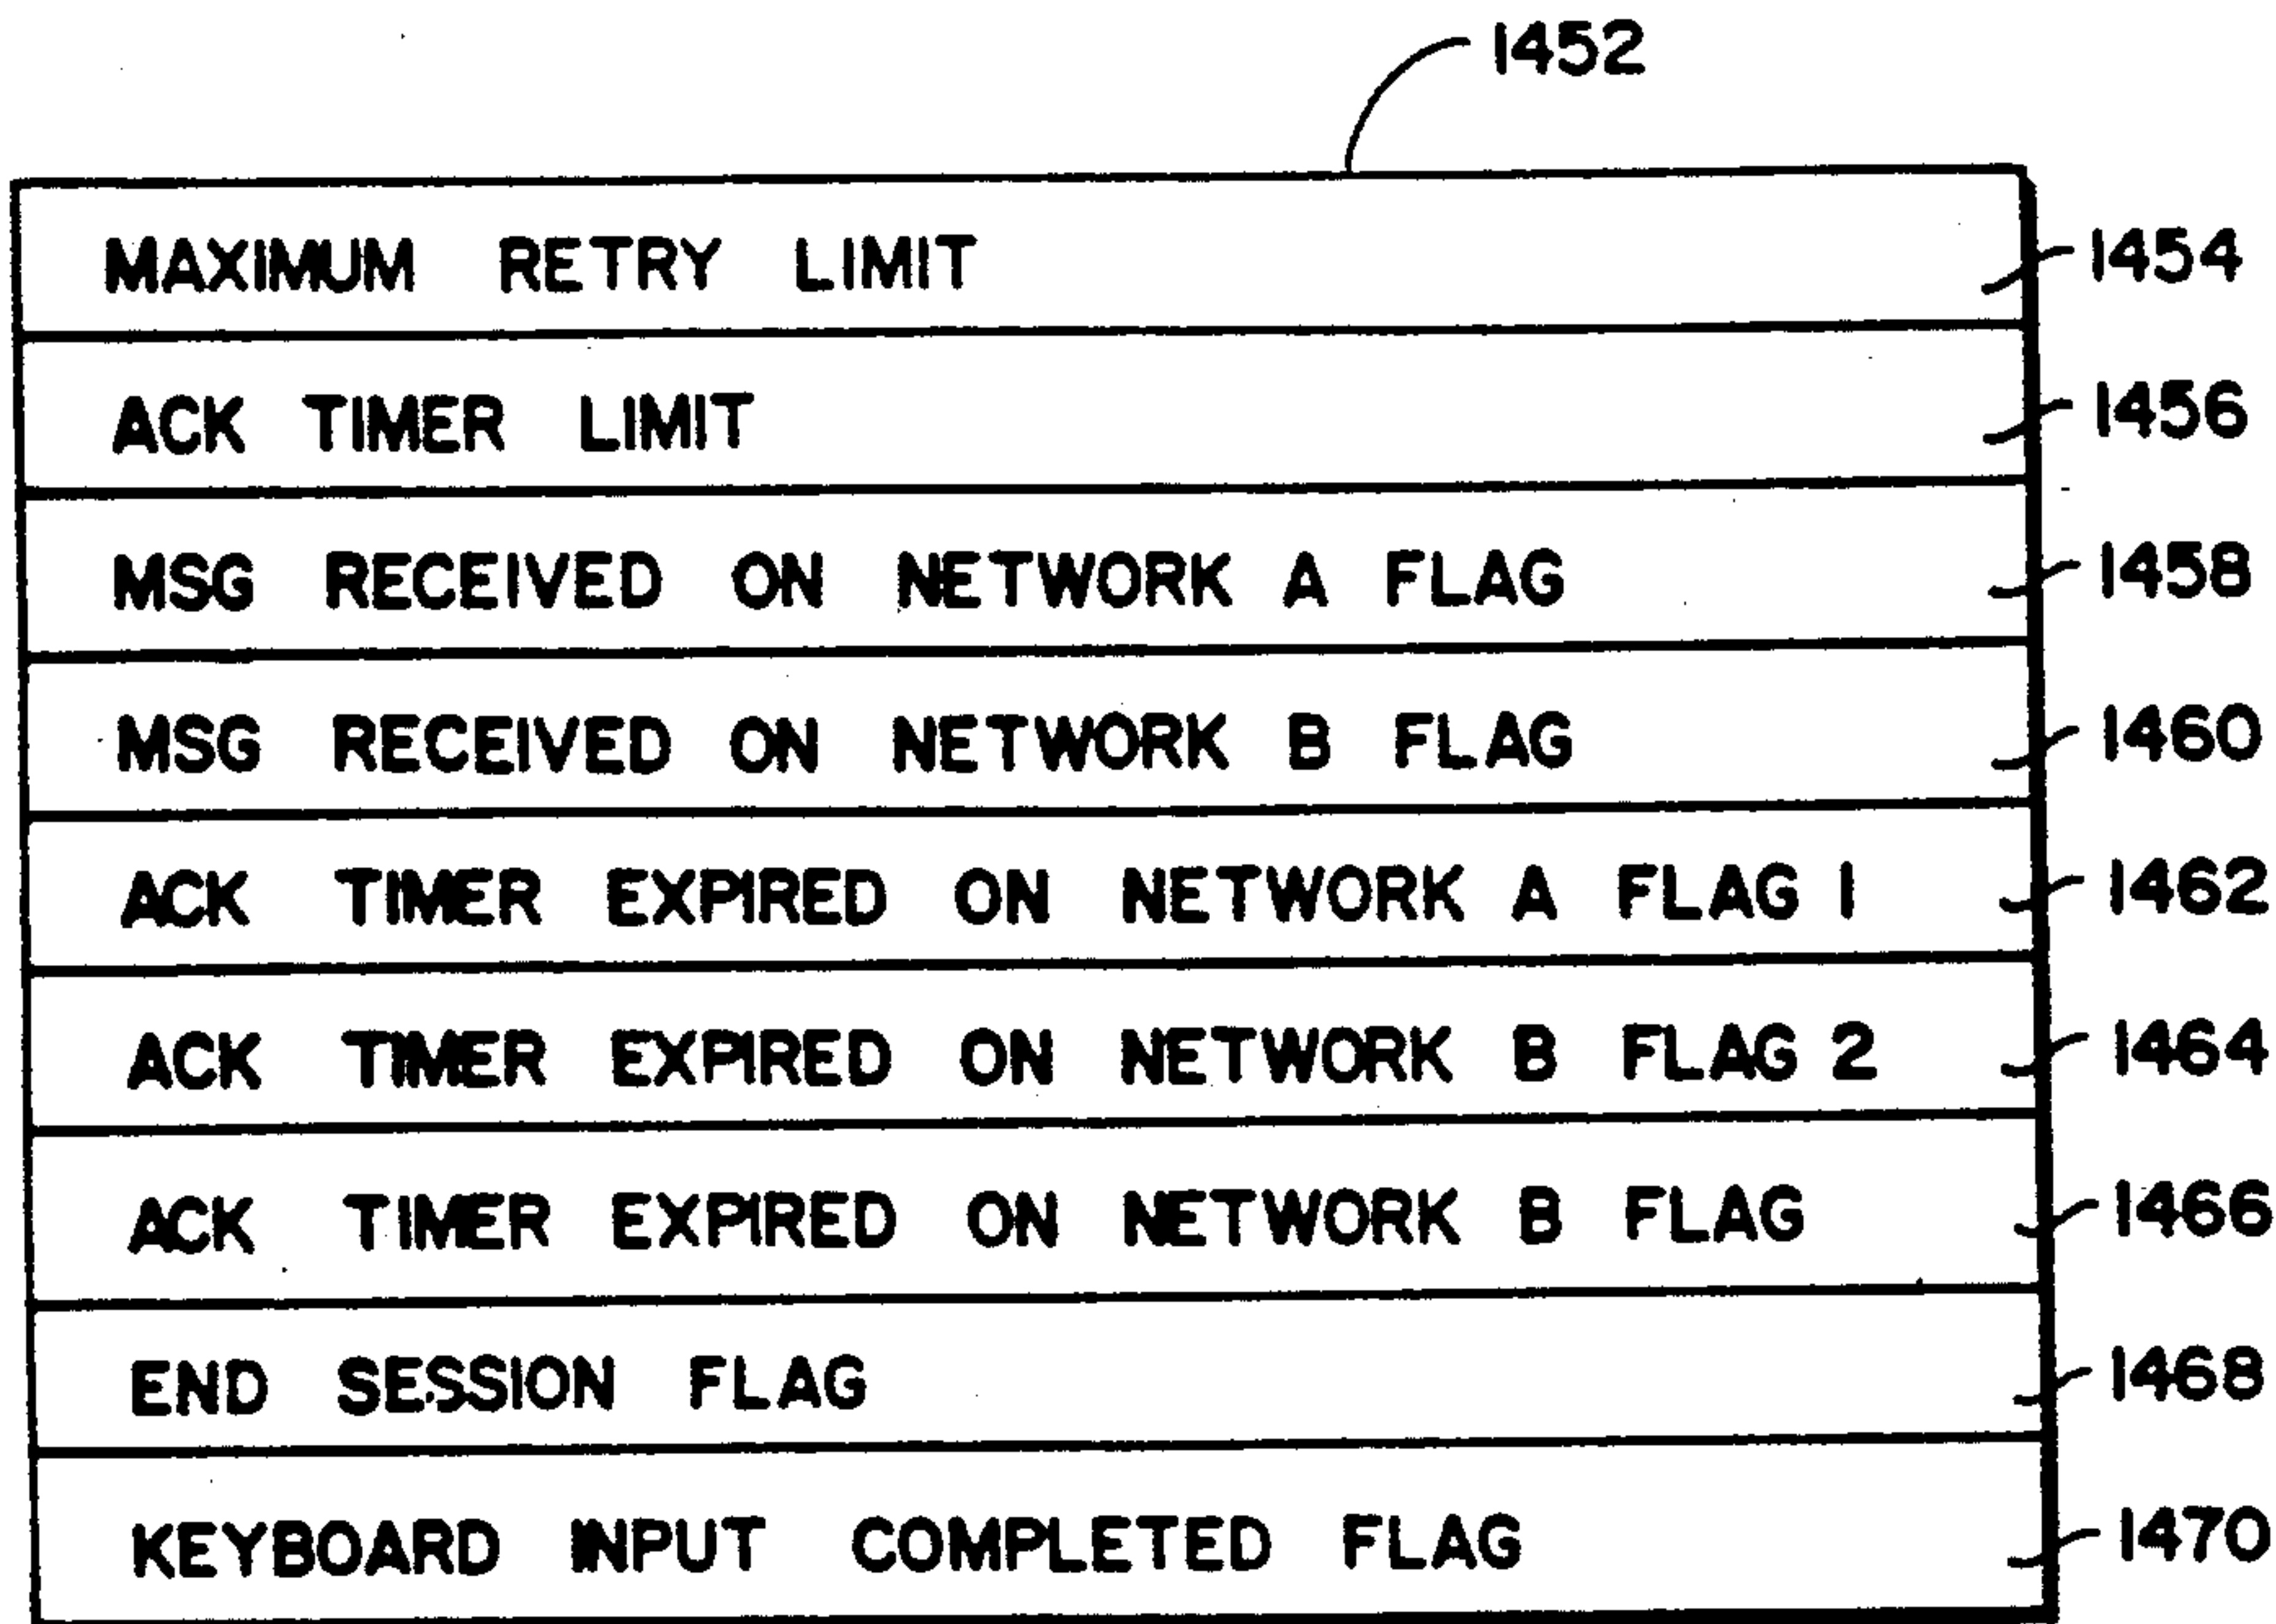 1452
MAXIMUM RETRY LIMIT 1454
ACK TIMER LIMIT 1456
MSG RECEIVED ON NETWORK A FLAG 1458
MSG RECEIVED ON NETWORK B FLAG 1460
ACK TIMER EXPIRED ON NETWORK A FLAG 1 1462
ACK TIMER EXPIRED ON NETWORK B FLAG 2 1464
ACK TIMER EXPIRED ON NETWORK B FLAG 1466
END SESSION FLAG 1468
KEYBOARD INPUT COMPLETED FLAG 1470